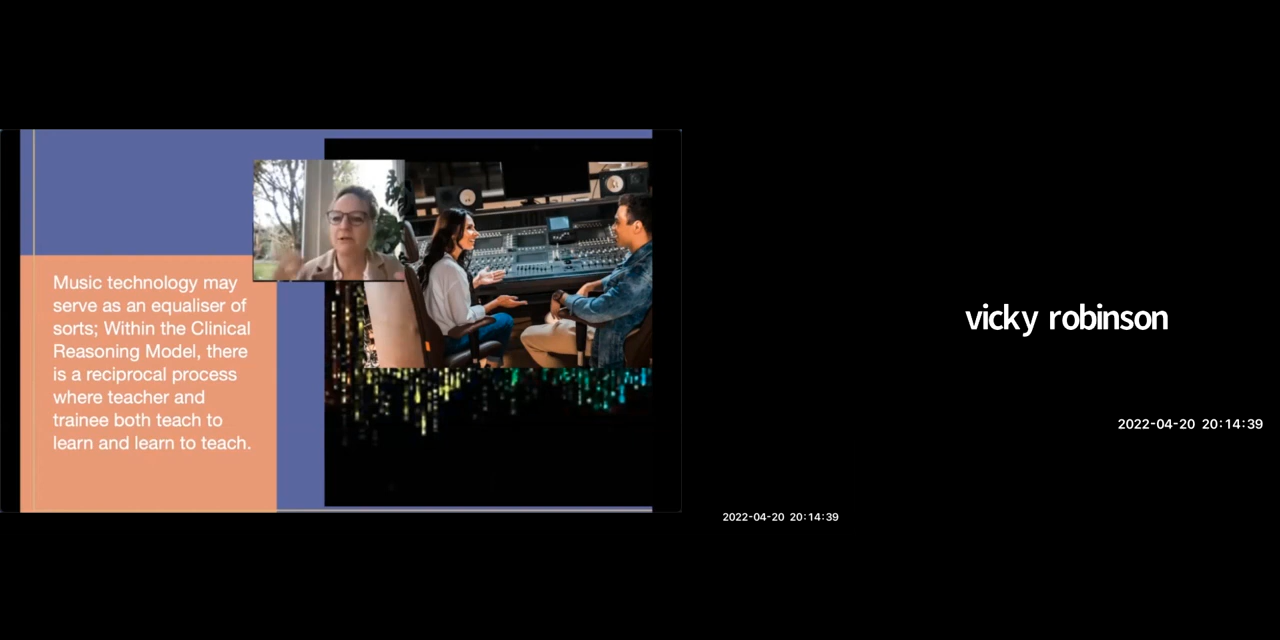 Music technology may
serve as an equaliser of
sorts; Within the Clinical
Reasoning Model, there
is a reciprocal process
where teacher and
trainee both teach to
learn and learn to teach.
vicky robinson
2022-04-20 20:14:39
2022-04-20 20:14:39